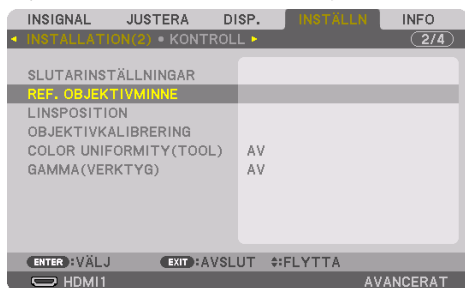 INSIGNAL JUSTERA DISP. INSTÄLLN INFO
INSTALLATION(2) • KONTROLL 2/4
SLUTARINSTÄLLNINGAR
REF. OBJEKTIVMINNE
LINSPOSITION
OBJEKTIVKALIBRERING
COLOR UNIFORMITY(TOOL) AV
GAMMA(VERKTYG) AV
ENTER:VÄLJ EXIT:AVSLUT :FLYTTA
HDMI1 AVANCERAT